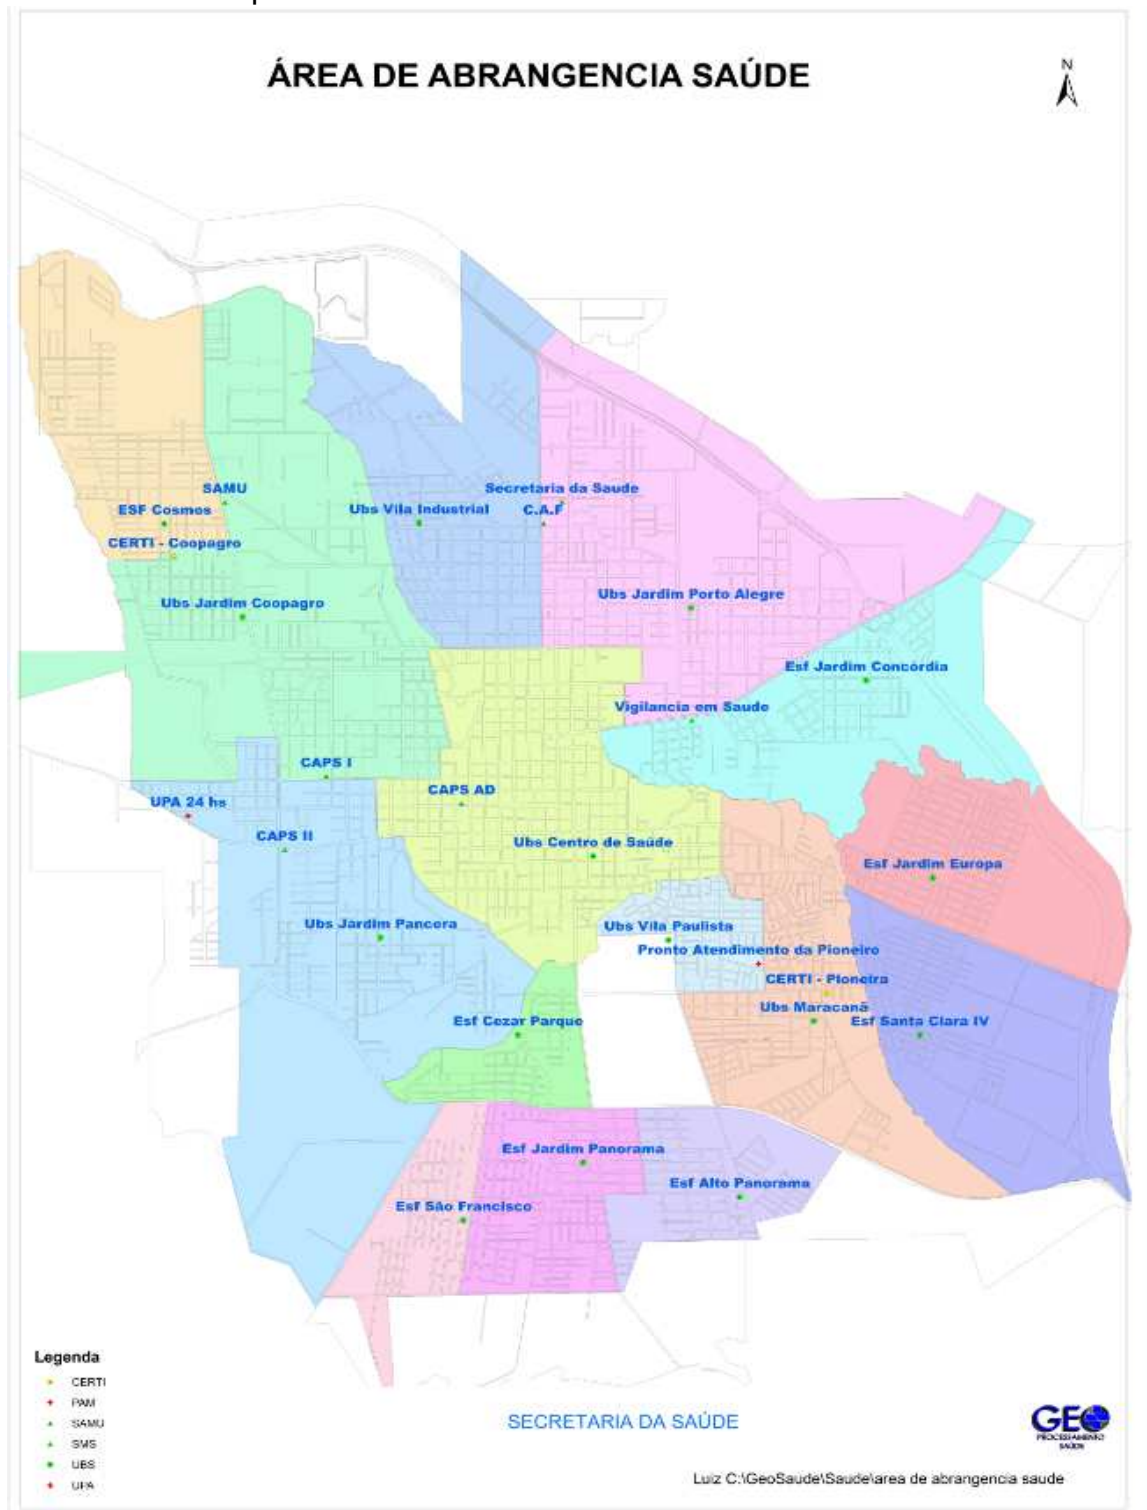 ÁREA DE ABRANGENCIA SAÚDE
N
SAMU
Secretaria da Saude
ESF Cosmos
Ubs Vila Industrial
C.A.F
CERTI - Coopagro
Ubs Jardim Coopagro
Ubs Jardim Porto Alegre
Esf Jardim Concórdia
Vigilancia em Saude
CAPS I
CAPS AD
UPA 24 hs
CAPS II
Ubs Centro de Saúde
Esf Jardim Europa
Ubs Jardim Pancera
Ubs Vila Paulista
Pronto Atendimento da Pioneiro
CERTI - Pioneira
Ubs Maracanã
Esf Cezar Parque
Esf Santa Clara IV
Esf Jardim Panorama
Esf Alto Panorama
Esf São Francisco
Legenda
CERTI
PAM
SAMU
SMS
UBS
UPA
SECRETARIA DA SAÚDE
GEO
PROCESSAMENTO
SAÚDE
Luiz C:\GeoSaude\Saude\area de abrangencia saude